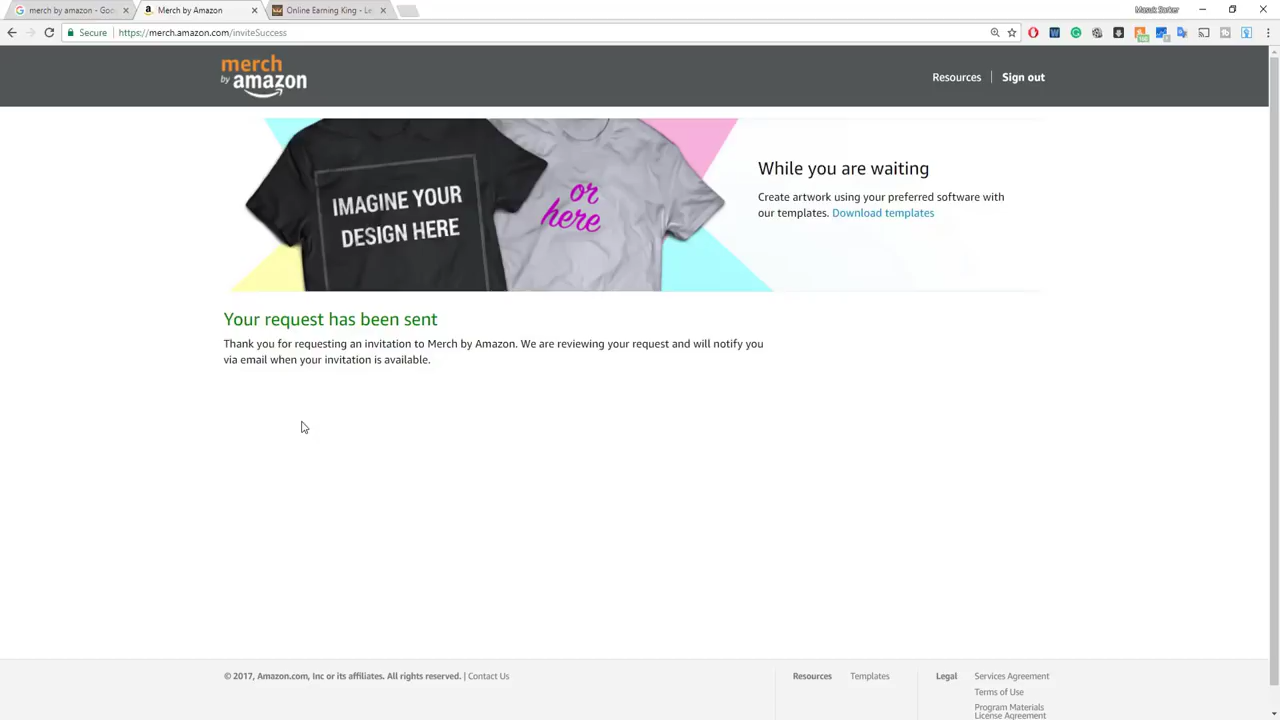 merch by amazon - Goo
Merch by Amazon
Online Earning King - Le
Masuk Sarker
Secure
https://merch.amazon.com/inviteSuccess
merch
by amazon
Resources
Sign out
IMAGINE YOUR
DESIGN HERE
or
here
While you are waiting
Create artwork using your preferred software with
our templates. Download templates
Your request has been sent
Thank you for requesting an invitation to Merch by Amazon. We are reviewing your request and will notify you
via email when your invitation is available.
© 2017, Amazon.com, Inc or its affiliates. All rights reserved. | Contact Us
Resources
Templates
Legal
Services Agreement
Terms of Use
Program Materials
License Agreement